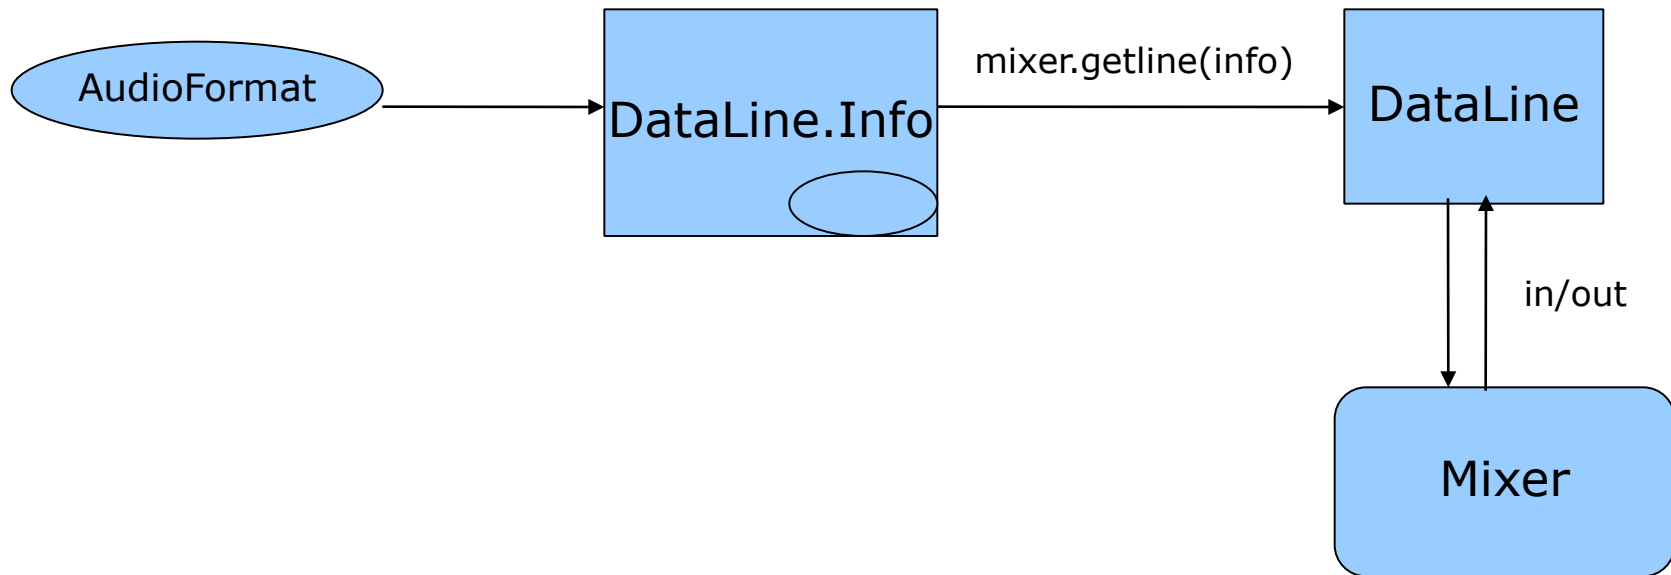 AudioFormat
DataLine.Info
mixer.getline(info)
DataLine
in/out
Mixer